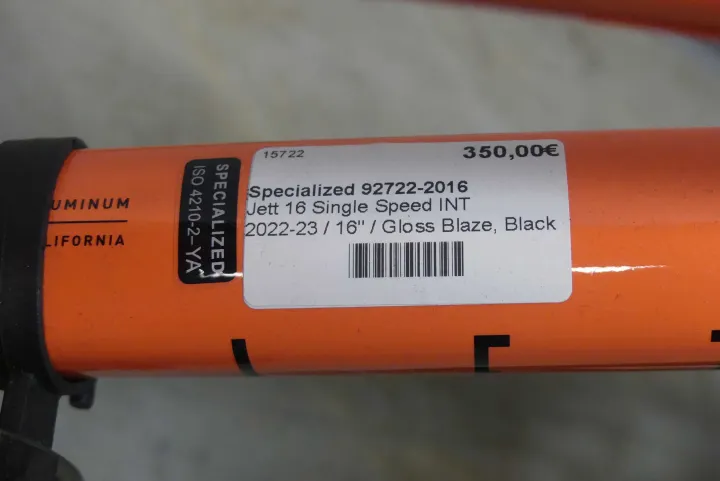 UMINUM
LIFORNIA
SPECIALIZED
ISO 4210-2-YA
15722 350,00€
Specialized 92722-2016
Jett 16 Single Speed INT
2022-23 / 16" / Gloss Blaze, Black